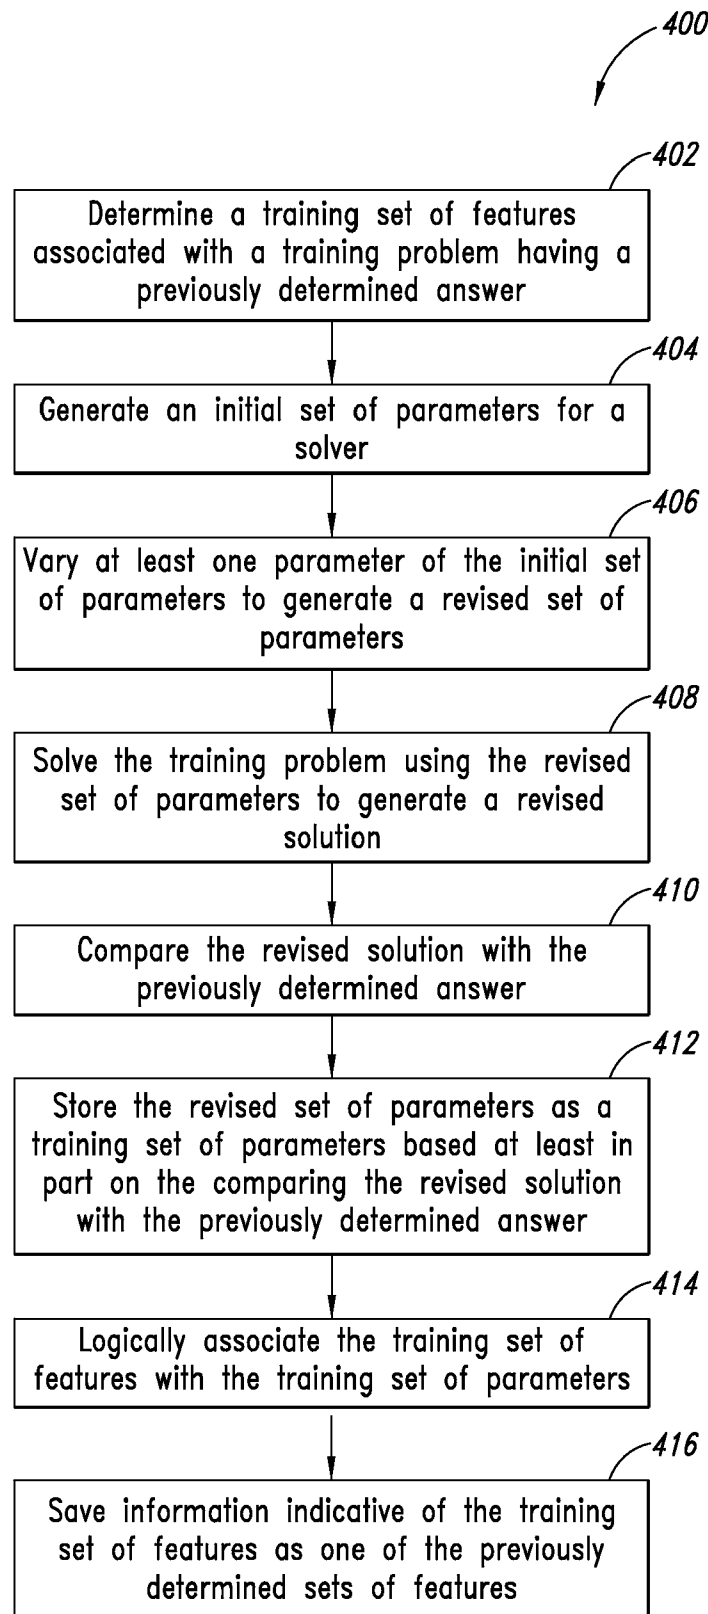 400
402
Determine a training set of features
associated with a training problem having a
previously determined answer
404
Generate an initial set of parameters for a
solver
406
Vary at least one parameter of the initial set
of parameters to generate a revised set of
parameters
408
Solve the training problem using the revised
set of parameters to generate a revised
solution
410
Compare the revised solution with the
previously determined answer
412
Store the revised set of parameters as a
training set of parameters based at least in
part on the comparing the revised solution
with the previously determined answer
414
Logically associate the training set of
features with the training set of parameters
416
Save information indicative of the training
set of features as one of the previously
determined sets of features